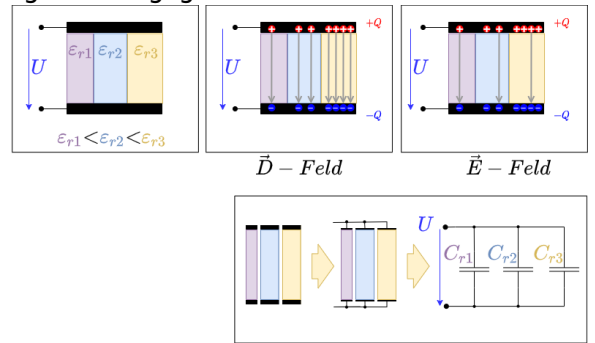 U
εr1 εr2 εr3
εr1<εr2<εr3
U
+Q
−Q
D⃗ − Feld
U
+Q
−Q
E⃗ − Feld
U
Cr1 Cr2 Cr3